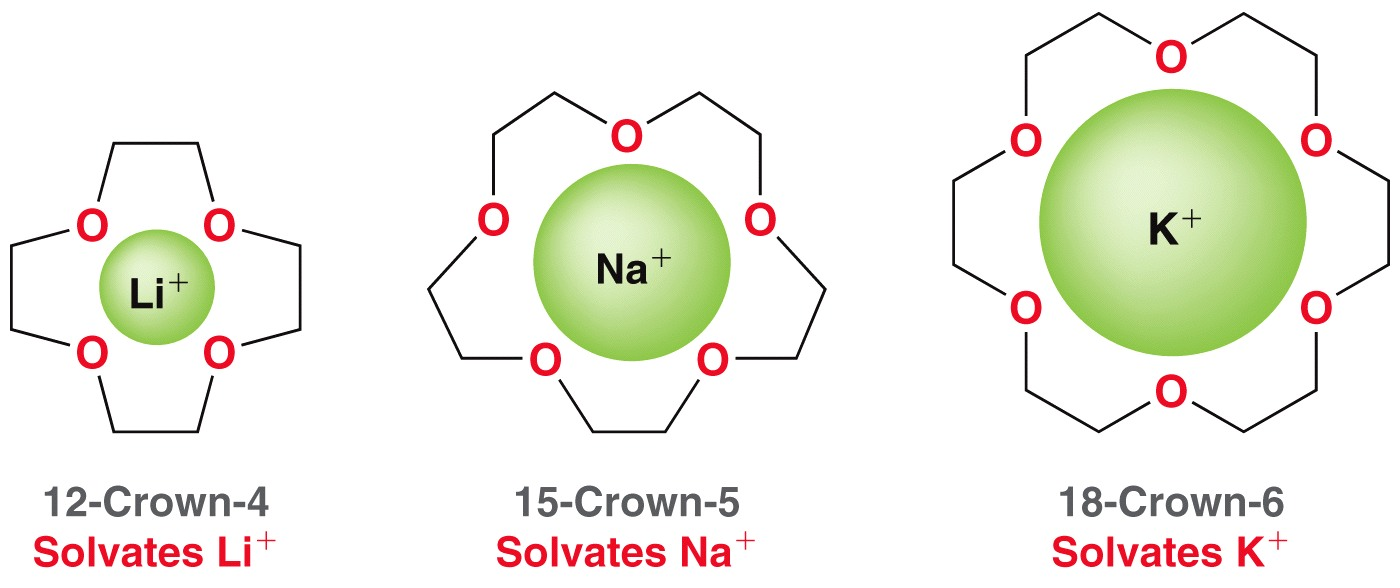 O
O
Li⁺
O
O
12-Crown-4
Solvates Li⁺
O
O
O
Na⁺
O
O
15-Crown-5
Solvates Na⁺
O
O
O
K⁺
O
O
O
18-Crown-6
Solvates K⁺